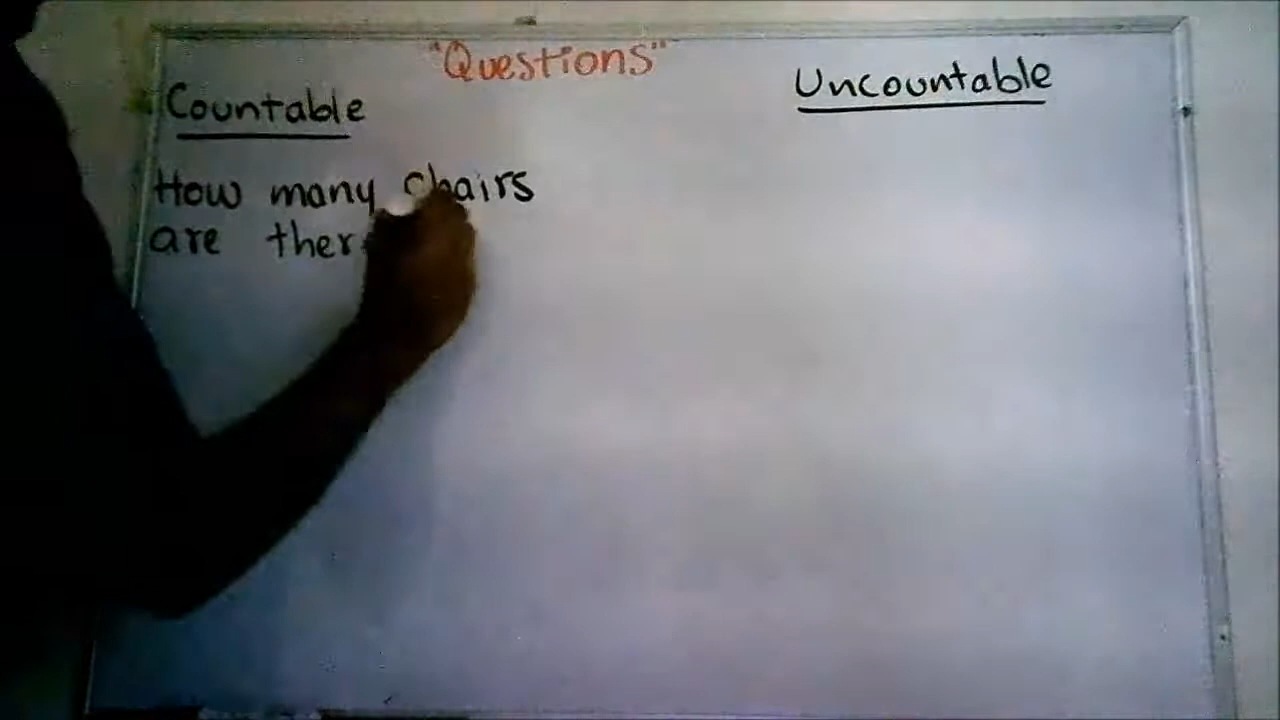 "Questions"
Countable
Uncountable
How many chairs
are ther